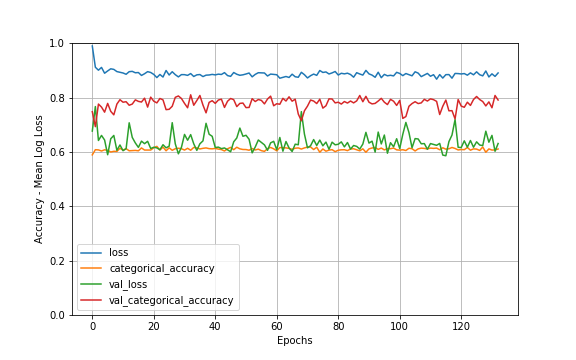 1.0
0.8
0.6
0.4
0.2
0.0
Accuracy - Mean Log Loss
loss
categorical_accuracy
val_loss
val_categorical_accuracy
0 20 40 60 80 100 120
Epochs